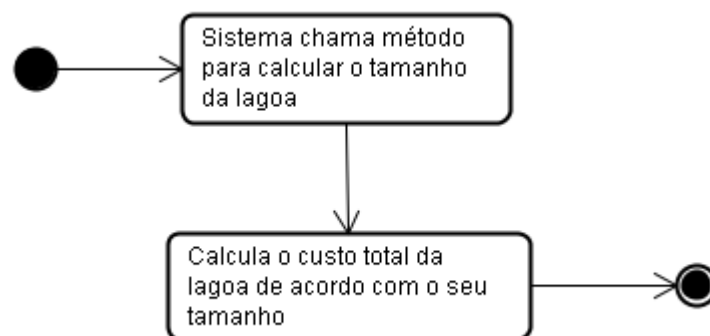 Sistema chama método
para calcular o tamanho
da lagoa
Calcula o custo total da
lagoa de acordo com o seu
tamanho